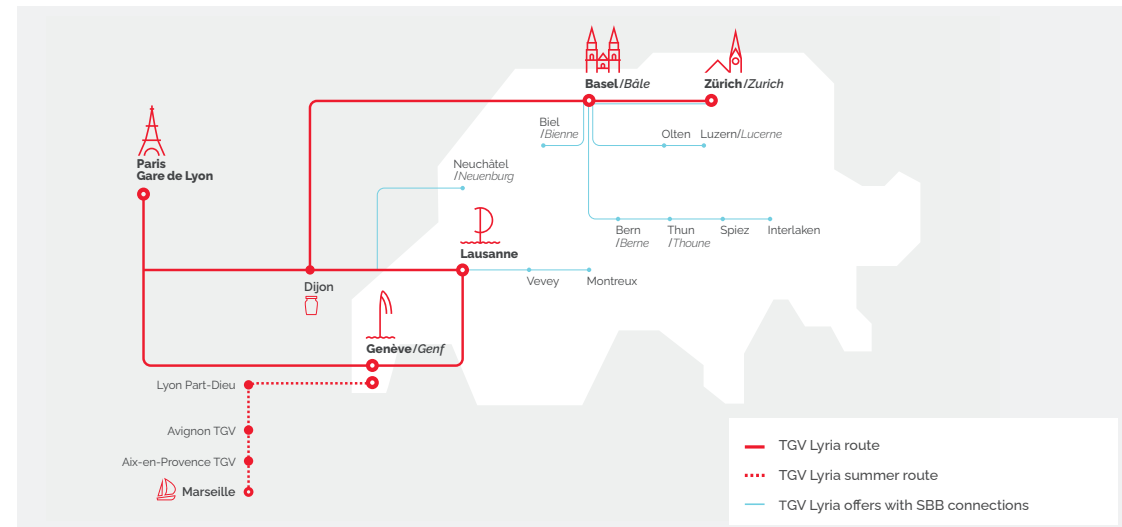 Basel/Bâle
Zürich/Zurich
Biel
/Bienne
Olten
Luzern/Lucerne
Paris
Gare de Lyon
Neuchâtel
/Neuenburg
Bern
/Berne
Thun
/Thoune
Spiez
Interlaken
Lausanne
Vevey
Montreux
Dijon
Genève/Genf
Lyon Part-Dieu
Avignon TGV
Aix-en-Provence TGV
Marseille
TGV Lyria route
TGV Lyria summer route
TGV Lyria offers with SBB connections